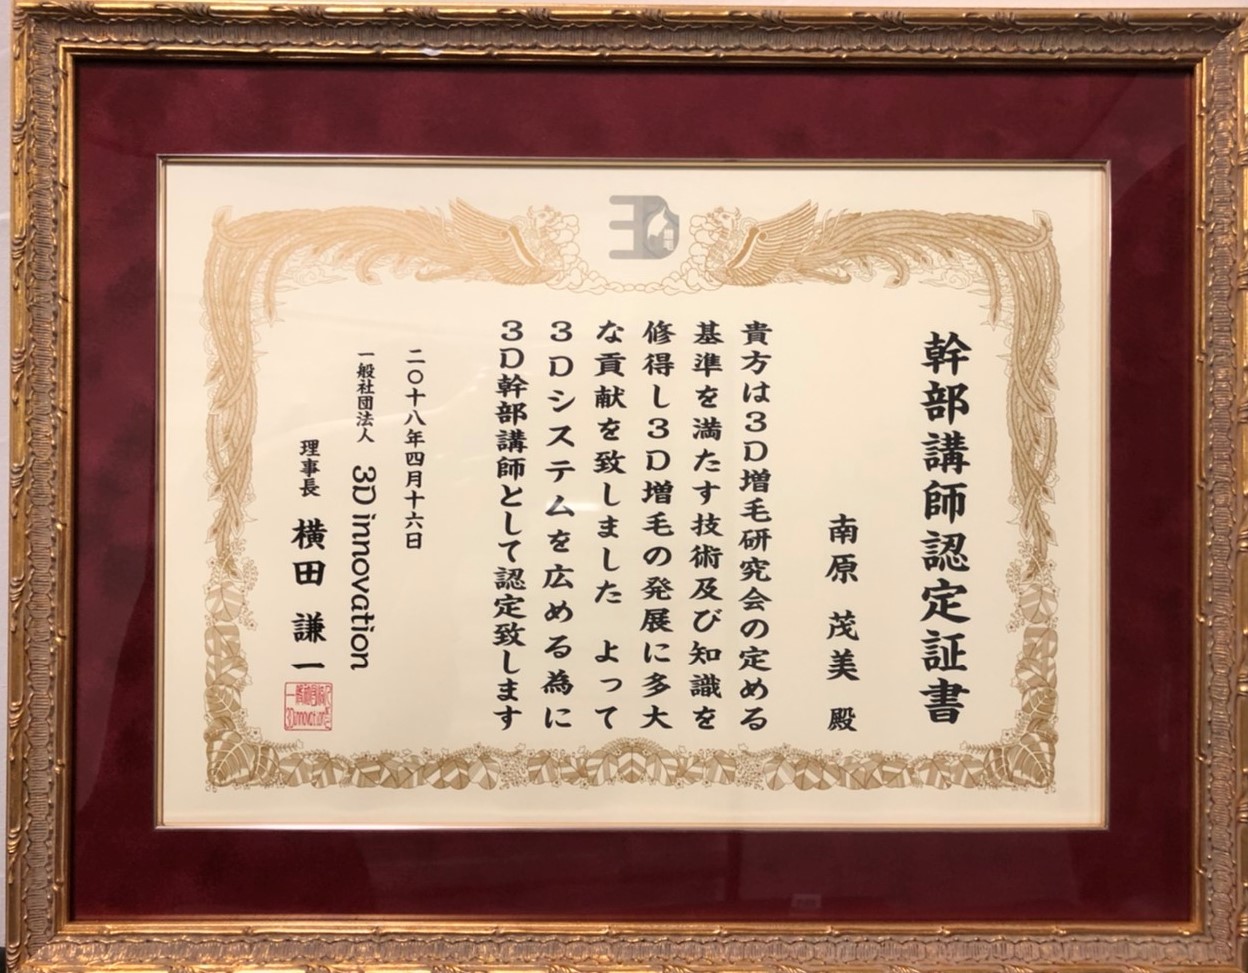 幹部講師認定証書
南原 茂美 殿
貴方は3D増毛研究会の定める
基準を満たす技術及び知識を
修得し3D増毛の発展に多大
な貢献を致しました よって
3Dシステムを広める為に
3D幹部講師として認定致します
二〇十八年四月十六日
一般社団法人 3D innovation
理事長 横田 謙一